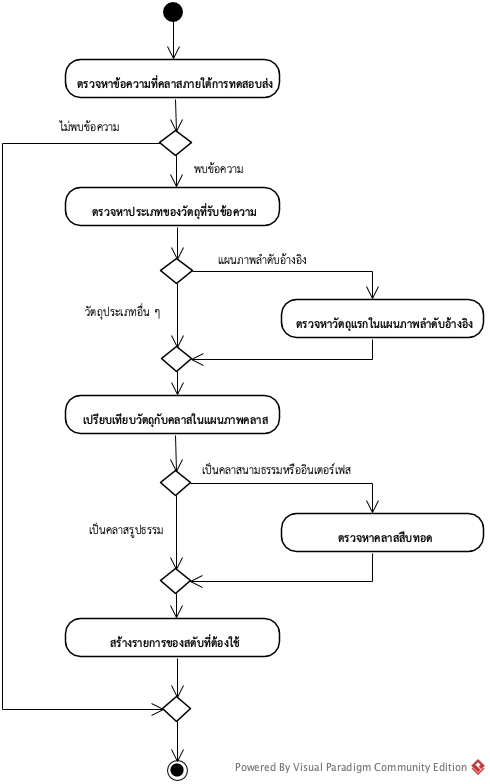 ตรวจหาข้อความที่คลาสภายใต้การทดสอบส่ง
ไม่พบข้อความ
พบข้อความ
ตรวจหาประเภทของวัตถุที่รับข้อความ
แผนภาพลำดับอ้างอิง
วัตถุประเภทอื่น ๆ
ตรวจหาวัตถุแรกในแผนภาพลำดับอ้างอิง
เปรียบเทียบวัตถุกับคลาสในแผนภาพคลาส
เป็นคลาสนามธรรมหรืออินเตอร์เฟส
เป็นคลาสรูปธรรม
ตรวจหาคลาสสืบทอด
สร้างรายการของสตับที่ต้องใช้
Powered By Visual Paradigm Community Edition